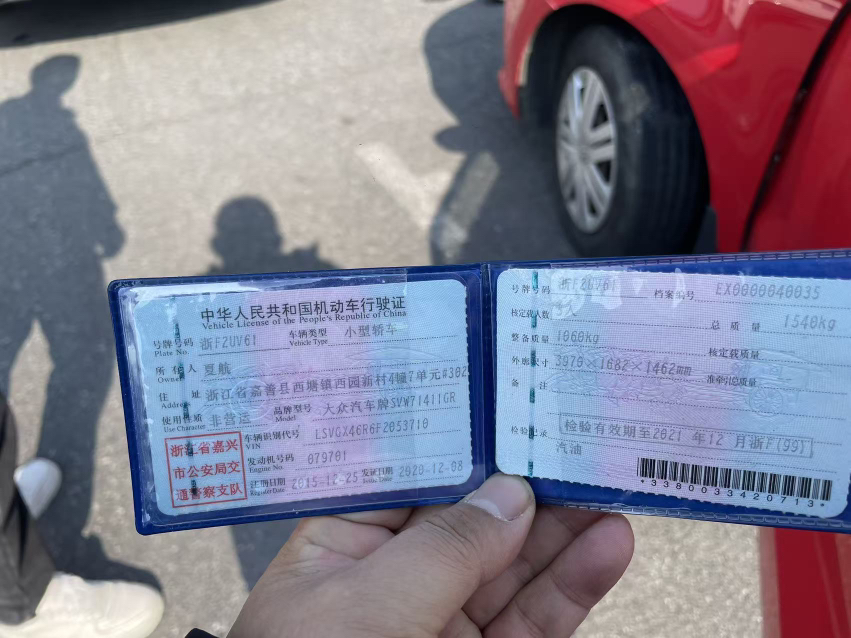 中华人民共和国机动车行驶证
Vehicle License of the People's Republic of China
号牌号码 浙F2UV61 车辆类型 小型轿车
Plate No. Vehicle Type
所有人 夏航
Owner
住址 浙江省嘉善县西塘镇西园新村4幢7单元#302
Address
使用性质 非营运 品牌型号 大众汽车牌SVW71411GR
Use Character Model
浙江省嘉兴
市公安局交
通警察支队
车辆识别代号 LSVQX46R6F2053710
VIN
发动机号码 079701
Engine No.
注册日期 2015-12-25 发证日期 2020-12-08
Register Date Issue Date
号牌号码 浙F2UV61 档案编号 EX0000040035
核定载人数 总质量 1540kg
整备质量 1060kg 核定载质量
外廓尺寸 3970×1682×1462mm 准牵引总质量
备注
检验记录 检验有效期至2021年12月浙F(99)
汽油
*3380033420713*